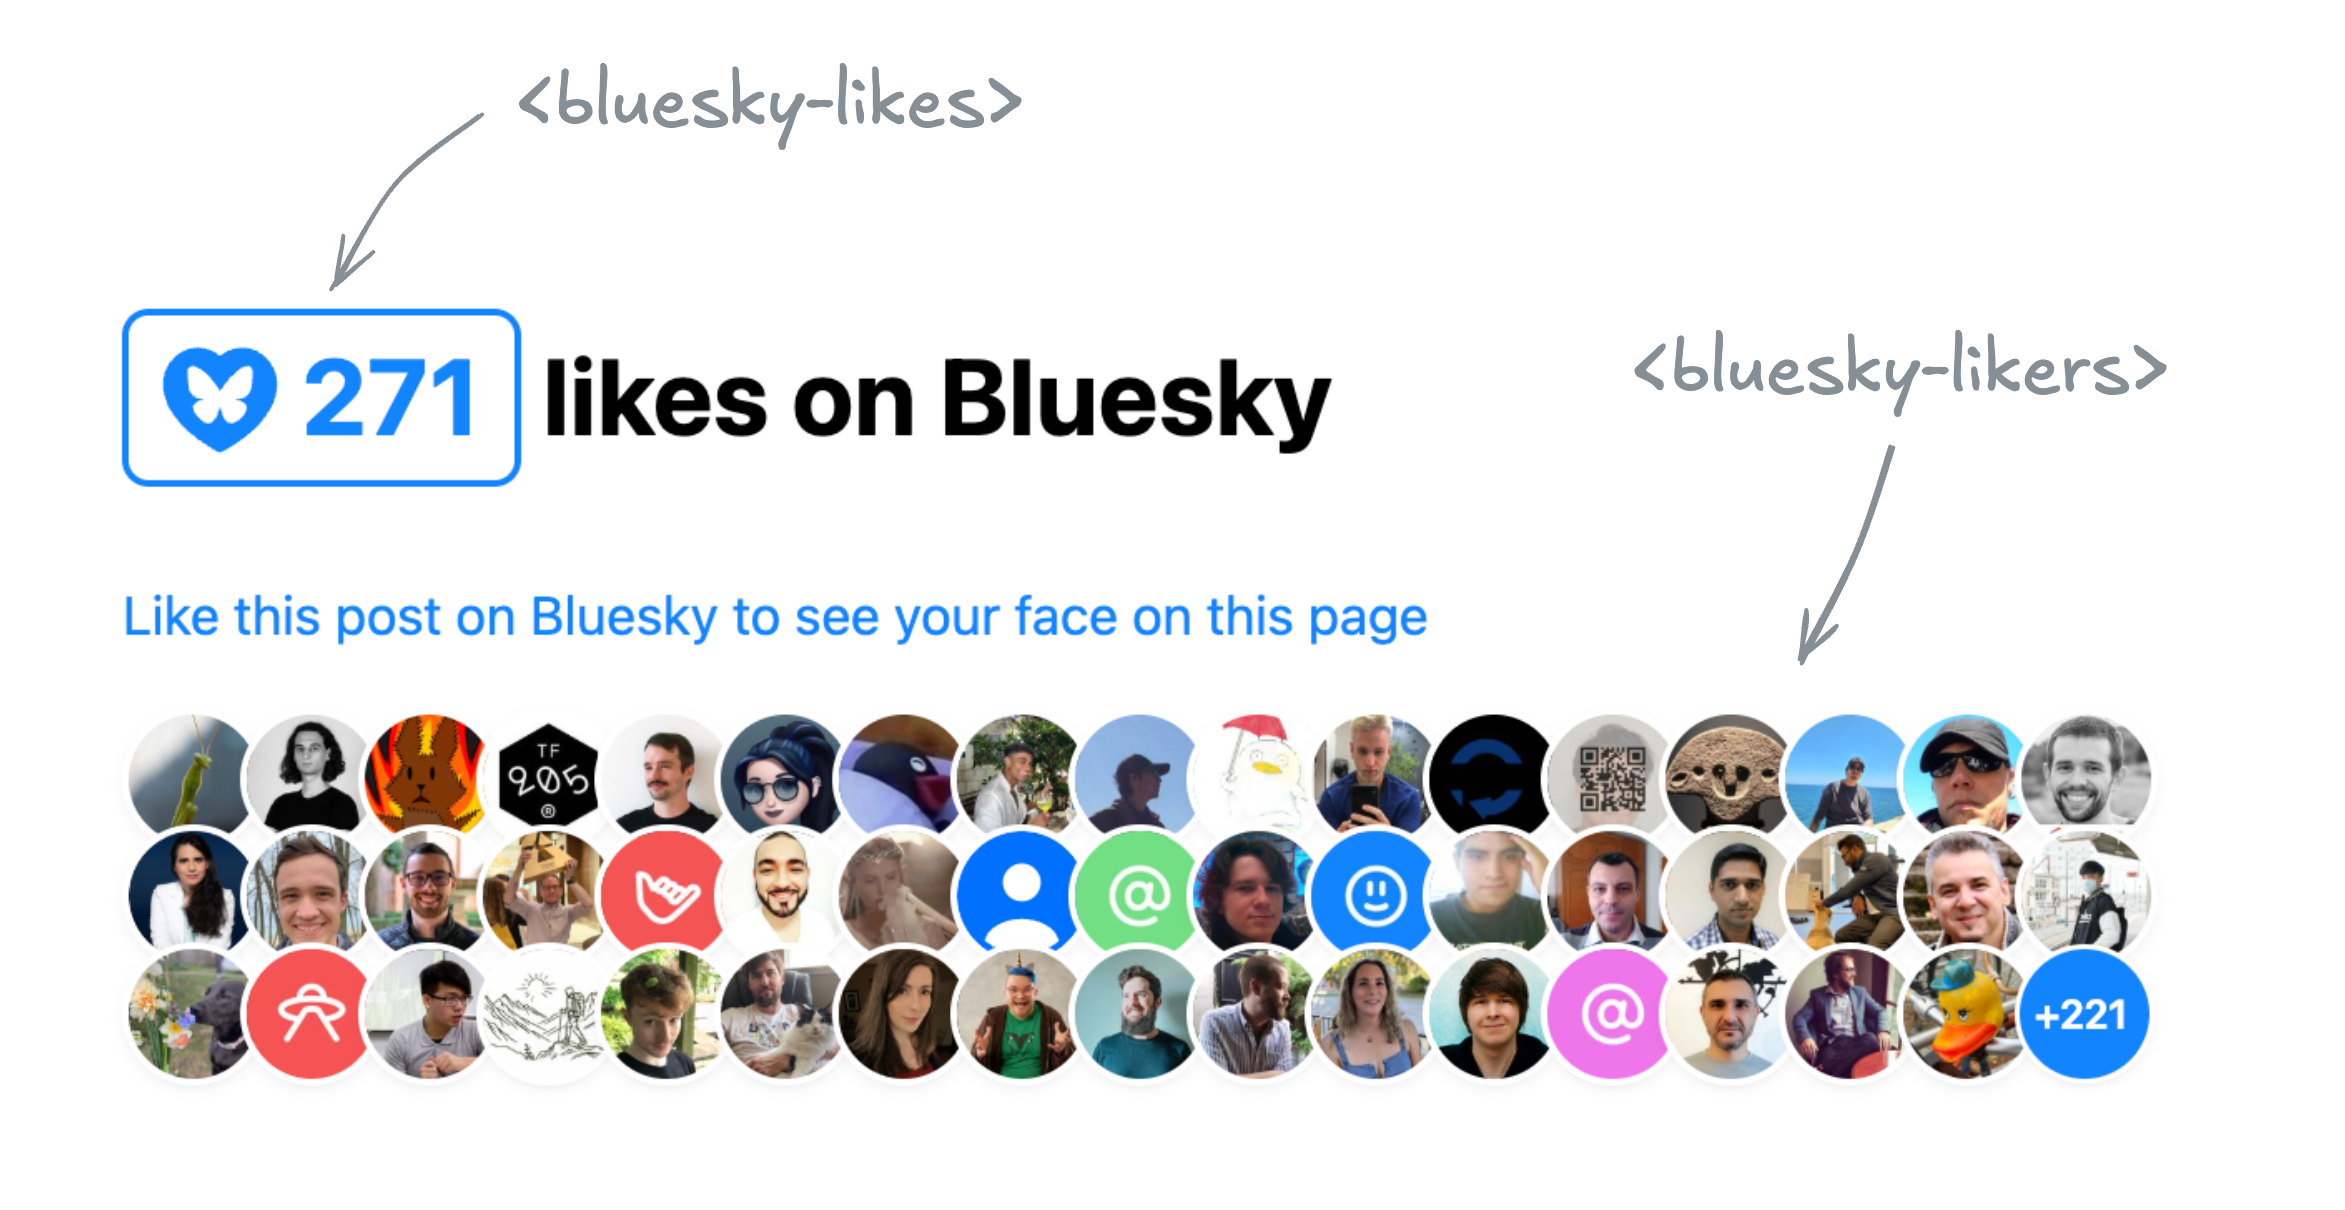 <bluesky-likes>
271 likes on Bluesky
<bluesky-likers>
Like this post on Bluesky to see your face on this page
TF
205
®
@
@
+221